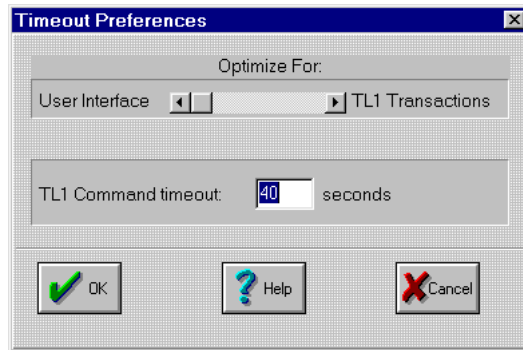 Timeout Preferences
Optimize For:
User Interface TL1 Transactions
TL1 Command timeout: 40 seconds
OK Help Cancel